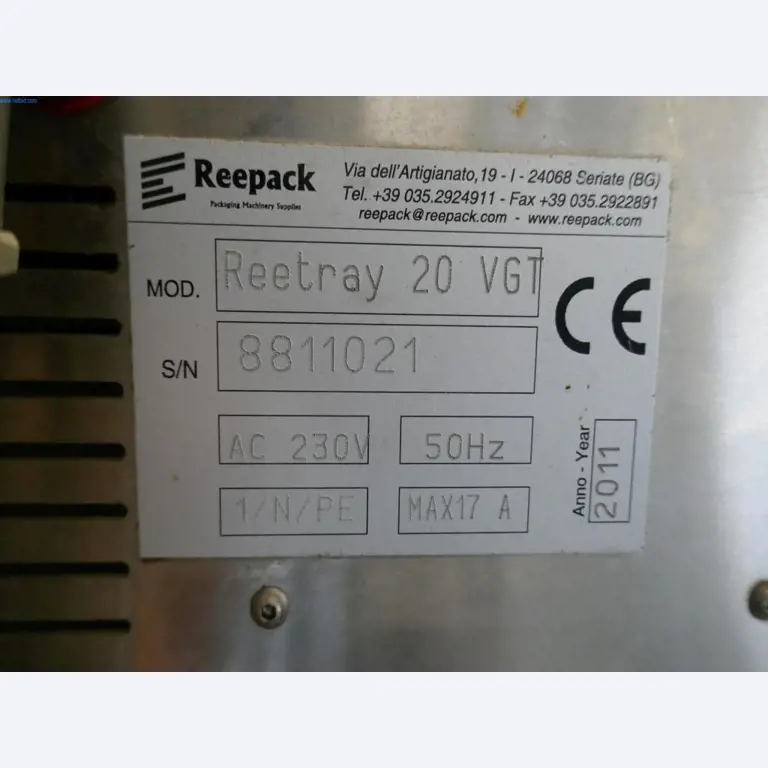 Reepack
Packaging Machinery Supplies
Via dell'Artigianato,19 - I - 24068 Seriate (BG)
Tel. +39 035.2924911 - Fax +39 035.2922891
reepack@reepack.com - www.reepack.com
MOD. Reetray 20 VGT
CE
S/N 8811021
AC 230V 50Hz
1/N/PE MAX17 A
Anno - Year 2011